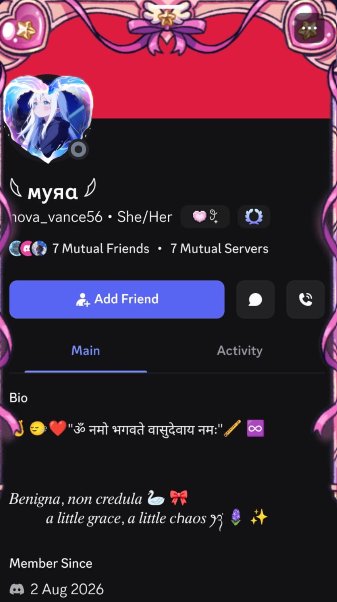 муяα
nova_vance56 • She/Her
7 Mutual Friends • 7 Mutual Servers
Add Friend
Main Activity
Bio
"ॐ नमो भगवते वासुदेवाय नमः"
Benigna, non credula
a little grace, a little chaos
Member Since
2 Aug 2026